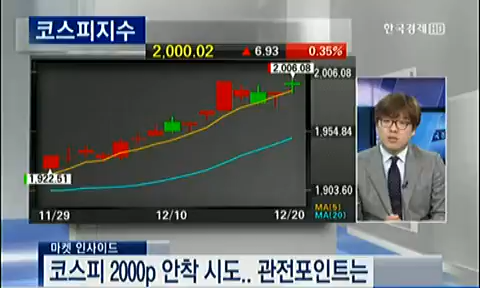 코스피지수
한국경제HD
2,000.02 ▲ 6.93 0.35%
2,006.08
2,006.08
1,954.84
1,922.51
1,903.60
MA(5)
MA(20)
11/29 12/10 12/20
마켓 인사이드
코스피 2000p 안착 시도.. 관전포인트는